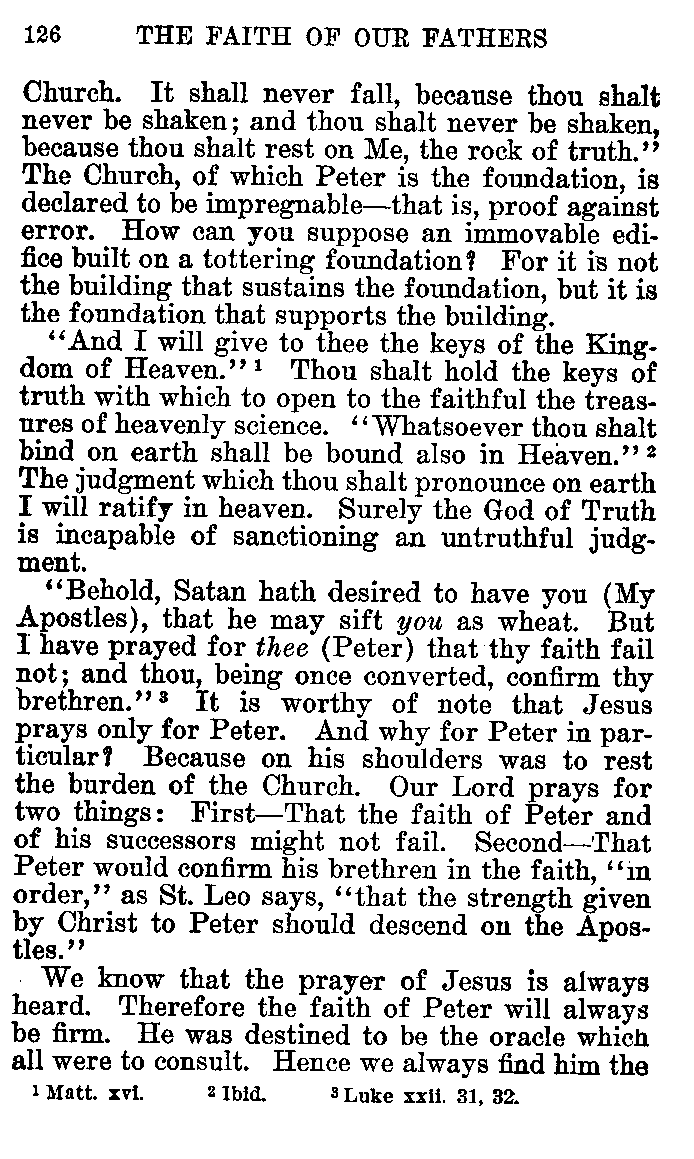 126 THE FAITH OF OUR FATHERS
Church. It shall never fall, because thou shalt
never be shaken; and thou shalt never be shaken,
because thou shalt rest on Me, the rock of truth.”
The Church, of which Peter is the foundation, is
declared to be impregnable—that is, proof against
error. How can you suppose an immovable edi-
fice built on a tottering foundation? For it is not
the building that sustains the foundation, but it is
the foundation that supports the building.
“And I will give to thee the keys of the King-
dom of Heaven.” ¹ Thou shalt hold the keys of
truth with which to open to the faithful the treas-
ures of heavenly science. “Whatsoever thou shalt
bind on earth shall be bound also in Heaven.” ²
The judgment which thou shalt pronounce on earth
I will ratify in heaven. Surely the God of Truth
is incapable of sanctioning an untruthful judg-
ment.
“Behold, Satan hath desired to have you (My
Apostles), that he may sift you as wheat. But
I have prayed for thee (Peter) that thy faith fail
not; and thou, being once converted, confirm thy
brethren.” ³ It is worthy of note that Jesus
prays only for Peter. And why for Peter in par-
ticular? Because on his shoulders was to rest
the burden of the Church. Our Lord prays for
two things: First—That the faith of Peter and
of his successors might not fail. Second—That
Peter would confirm his brethren in the faith, “in
order,” as St. Leo says, “that the strength given
by Christ to Peter should descend on the Apos-
tles.”
We know that the prayer of Jesus is always
heard. Therefore the faith of Peter will always
be firm. He was destined to be the oracle which
all were to consult. Hence we always find him the
¹ Matt. xvi. ² Ibid. ³ Luke xxii. 31, 32.